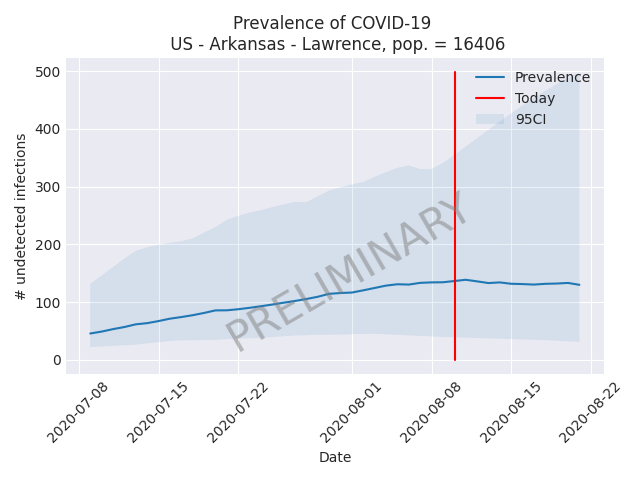 Prevalence of COVID-19
US - Arkansas - Lawrence, pop. = 16406
500
400
300
200
100
0
# undetected infections
Prevalence
Today
95CI
PRELIMINARY
2020-07-08
2020-07-15
2020-07-22
2020-08-01
2020-08-08
2020-08-15
2020-08-22
Date